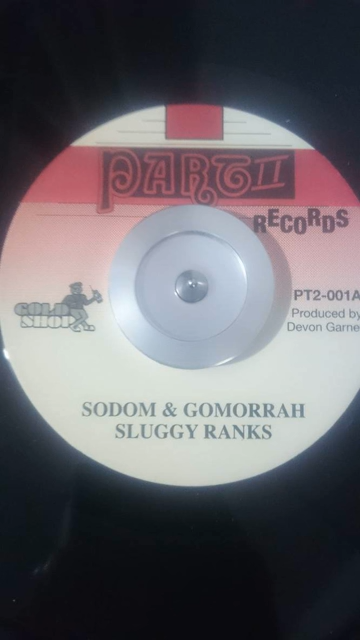 PART II
RECORDS
GOLD
SHOP
PT2-001A
Produced by
Devon Garne
SODOM & GOMORRAH
SLUGGY RANKS